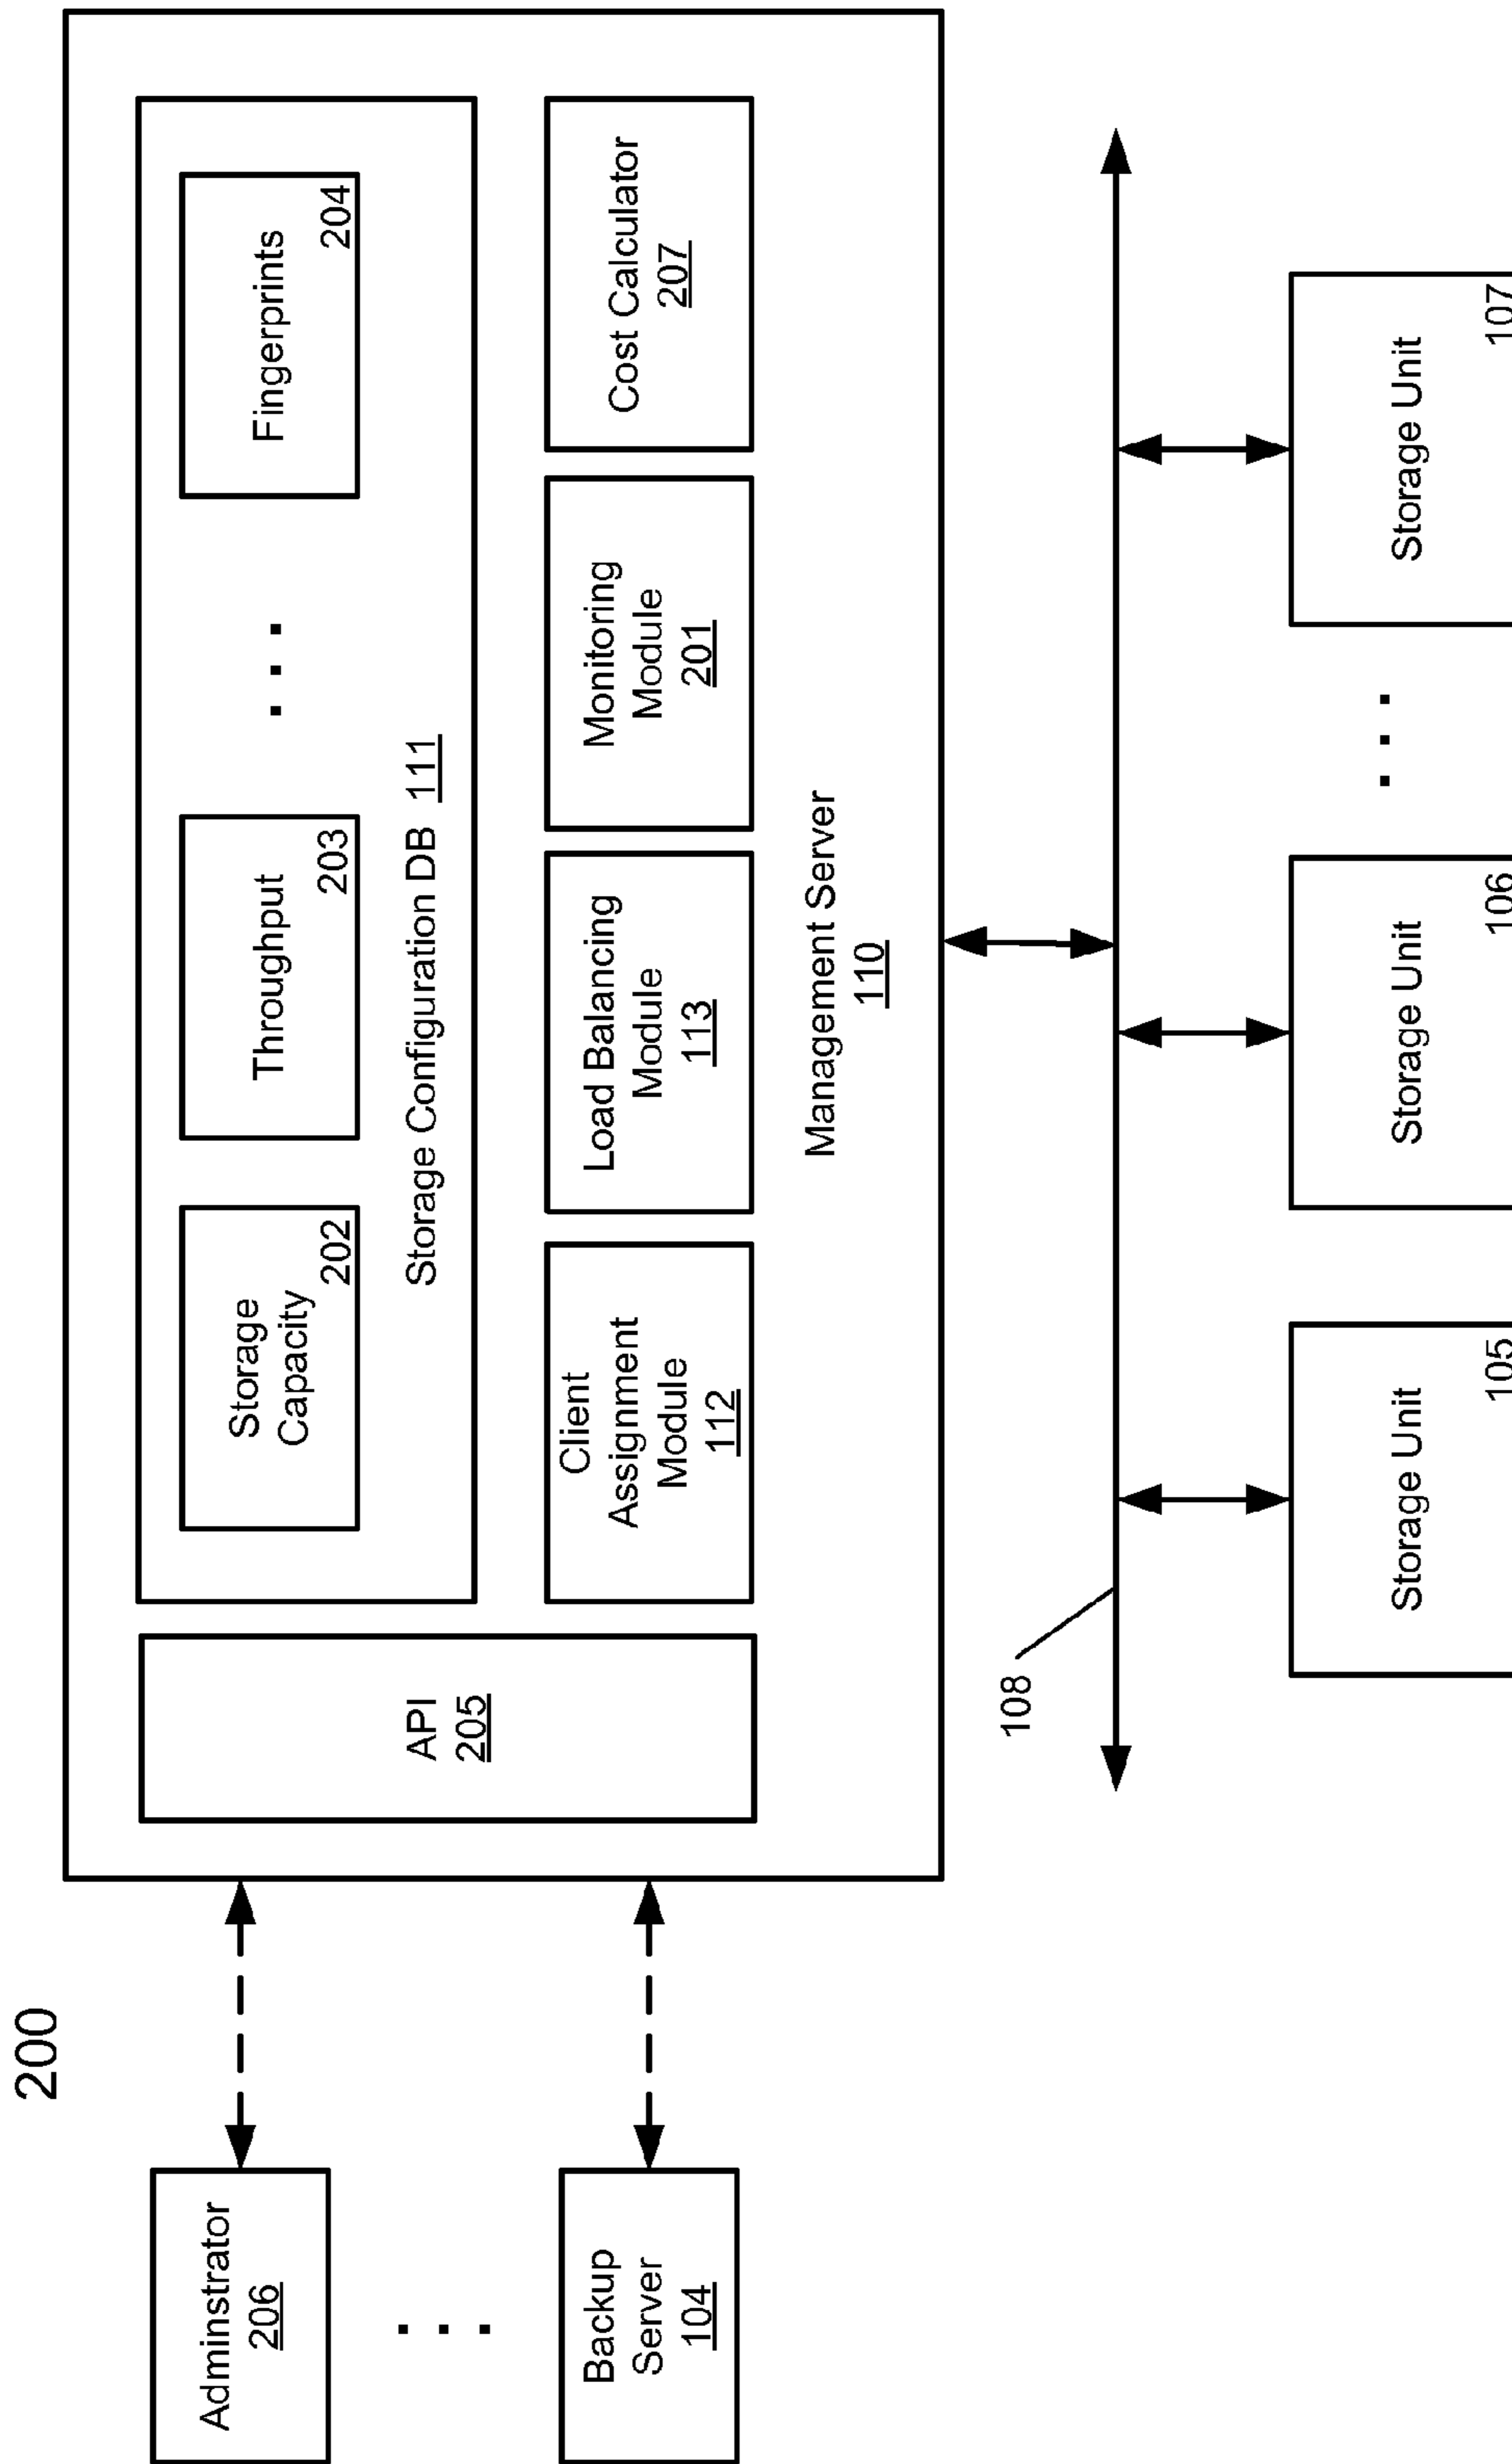 200
Adminstrator
206
. . .
Backup
Server
104
API
205
Storage
Capacity
202
Throughput
203
. . .
Fingerprints
204
Storage Configuration DB 111
Client
Assignment
Module
112
Load Balancing
Module
113
Monitoring
Module
201
Cost Calculator
207
Management Server
110
108
Storage Unit
105
Storage Unit
106
. . .
Storage Unit
107